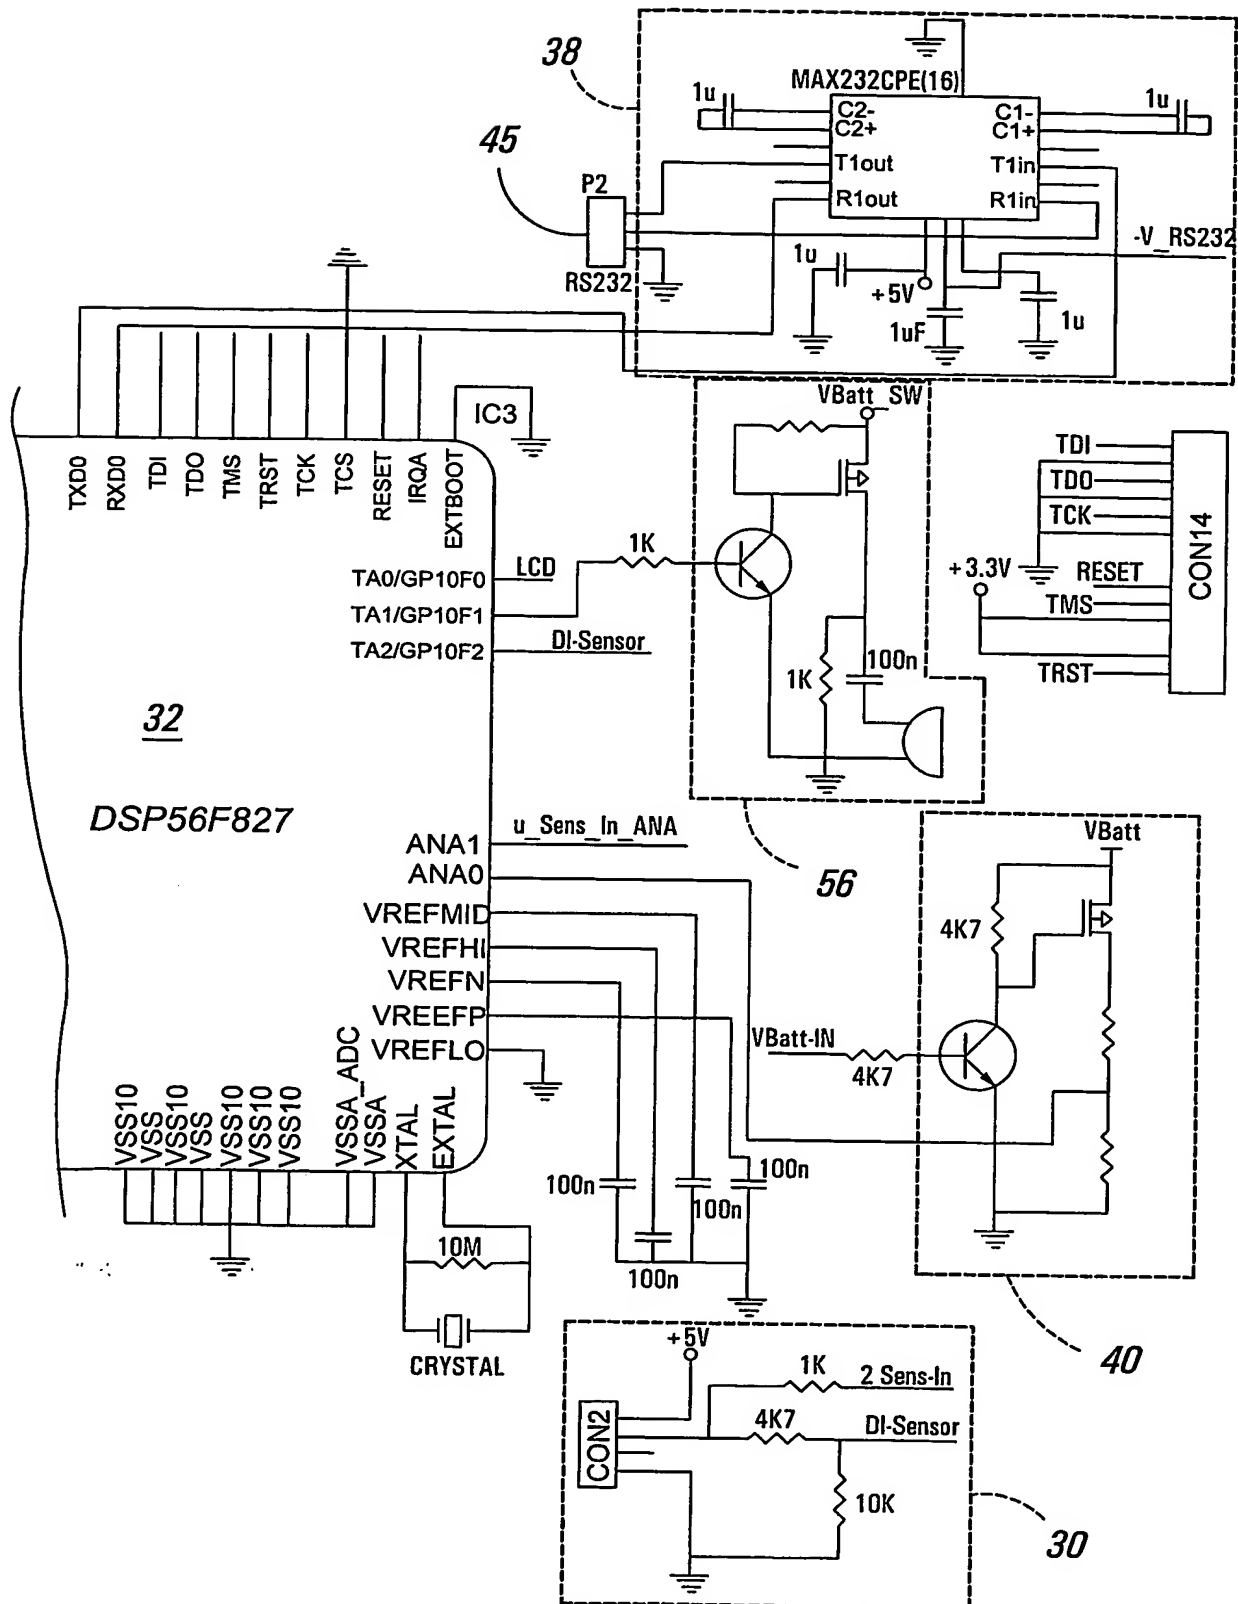 38
MAX232CPE(16)
1u
C2-
C2+
C1-
C1+
1u
45
P2
T1out
T1in
R1out
R1in
-V_RS232
1u
RS232
+5V
1uF
1u
VBatt SW
IC3
TXD0
RXD0
TDI
TDO
TMS
TRST
TCK
TCS
RESET
IRQA
EXTBOOT
TDI
TDO
TCK
CON14
1K
+3.3V
RESET
TMS
TRST
TA0/GP10F0
LCD
TA1/GP10F1
TA2/GP10F2
DI-Sensor
1K
100n
32
DSP56F827
ANA1
u_Sens_In_ANA
ANA0
56
VBatt
VREFMID
VREFHI
VREFN
VREEFP
VREFLO
4K7
VBatt-IN
4K7
VSS10
VSS
VSS10
VSS
VSS10
VSS10
VSS10
VSSA_ADC
VSSA
XTAL
EXTAL
100n
100n
100n
100n
10M
CRYSTAL
40
+5V
1K
2 Sens-In
CON2
4K7
DI-Sensor
10K
30